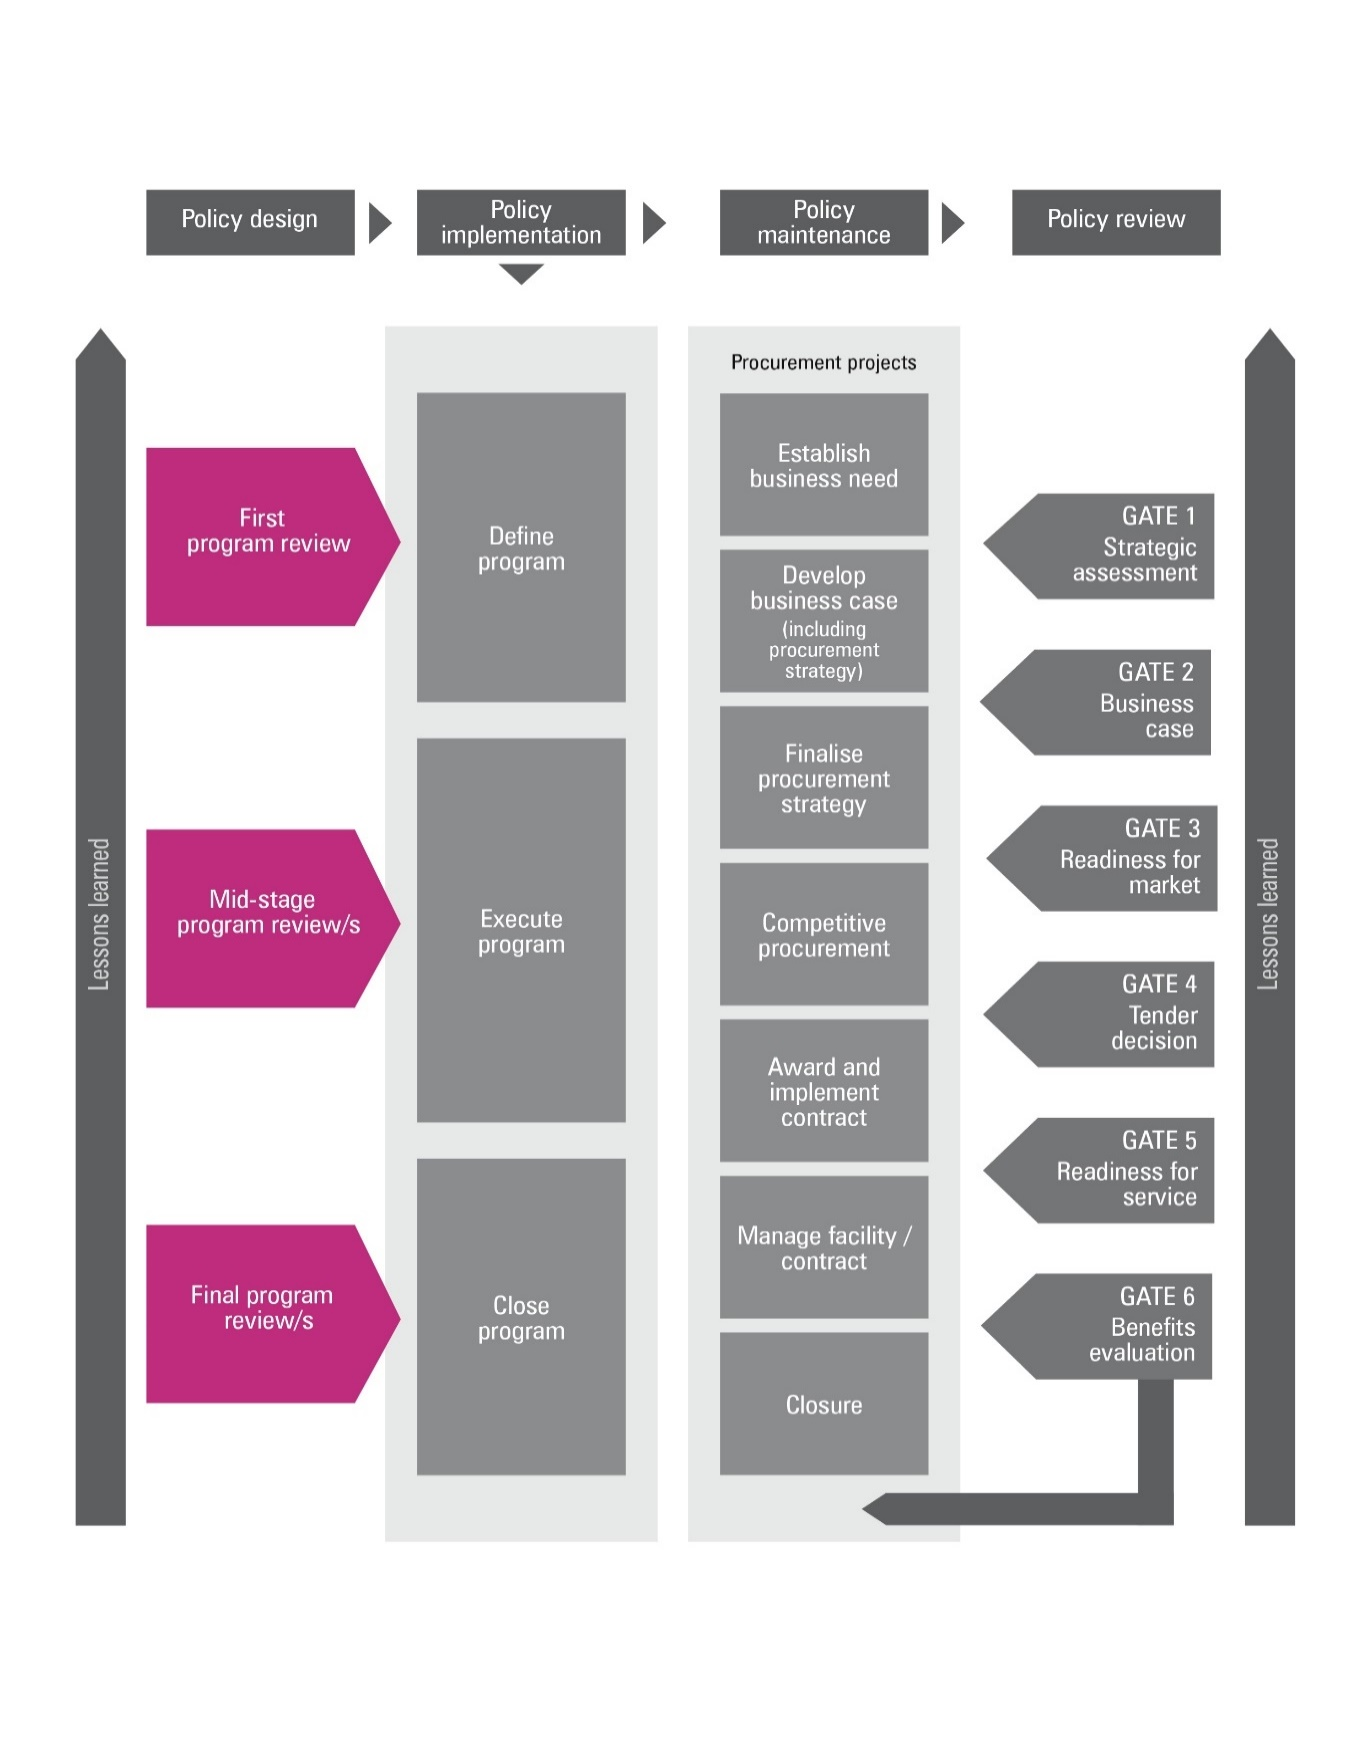 Policy design
Policy
implementation
Policy
maintenance
Policy review
Lessons learned
First
program review
Mid-stage
program review/s
Final program
review/s
Define
program
Execute
program
Close
program
Procurement projects
Establish
business need
Develop
business case
(including
procurement
strategy)
Finalise
procurement
strategy
Competitive
procurement
Award and
implement
contract
Manage facility /
contract
Closure
GATE 1
Strategic
assessment
GATE 2
Business
case
GATE 3
Readiness for
market
GATE 4
Tender
decision
GATE 5
Readiness for
service
GATE 6
Benefits
evaluation
Lessons learned